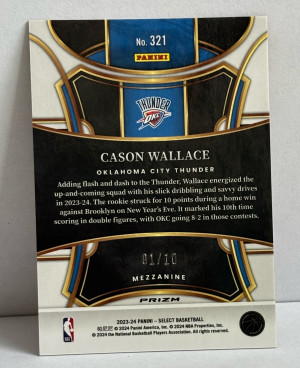 No. 321
PANINI
THUNDER
OKC
CASON WALLACE
OKLAHOMA CITY THUNDER
Adding flash and dash to the Thunder, Wallace energized the
up-and-coming squad with his slick dribbling and savvy drives
in 2023-24. The rookie struck for 10 points during a home win
against Brooklyn on New Year's Eve. It marked his 10th time
scoring in double figures, with OKC going 8-2 in those contests.
01/10
MEZZANINE
PRIZM
2023-24 PANINI – SELECT BASKETBALL
© 2024 Panini America, Inc. © 2024 NBA Properties, Inc.
© 2024 the National Basketball Players Association. All rights reserved.